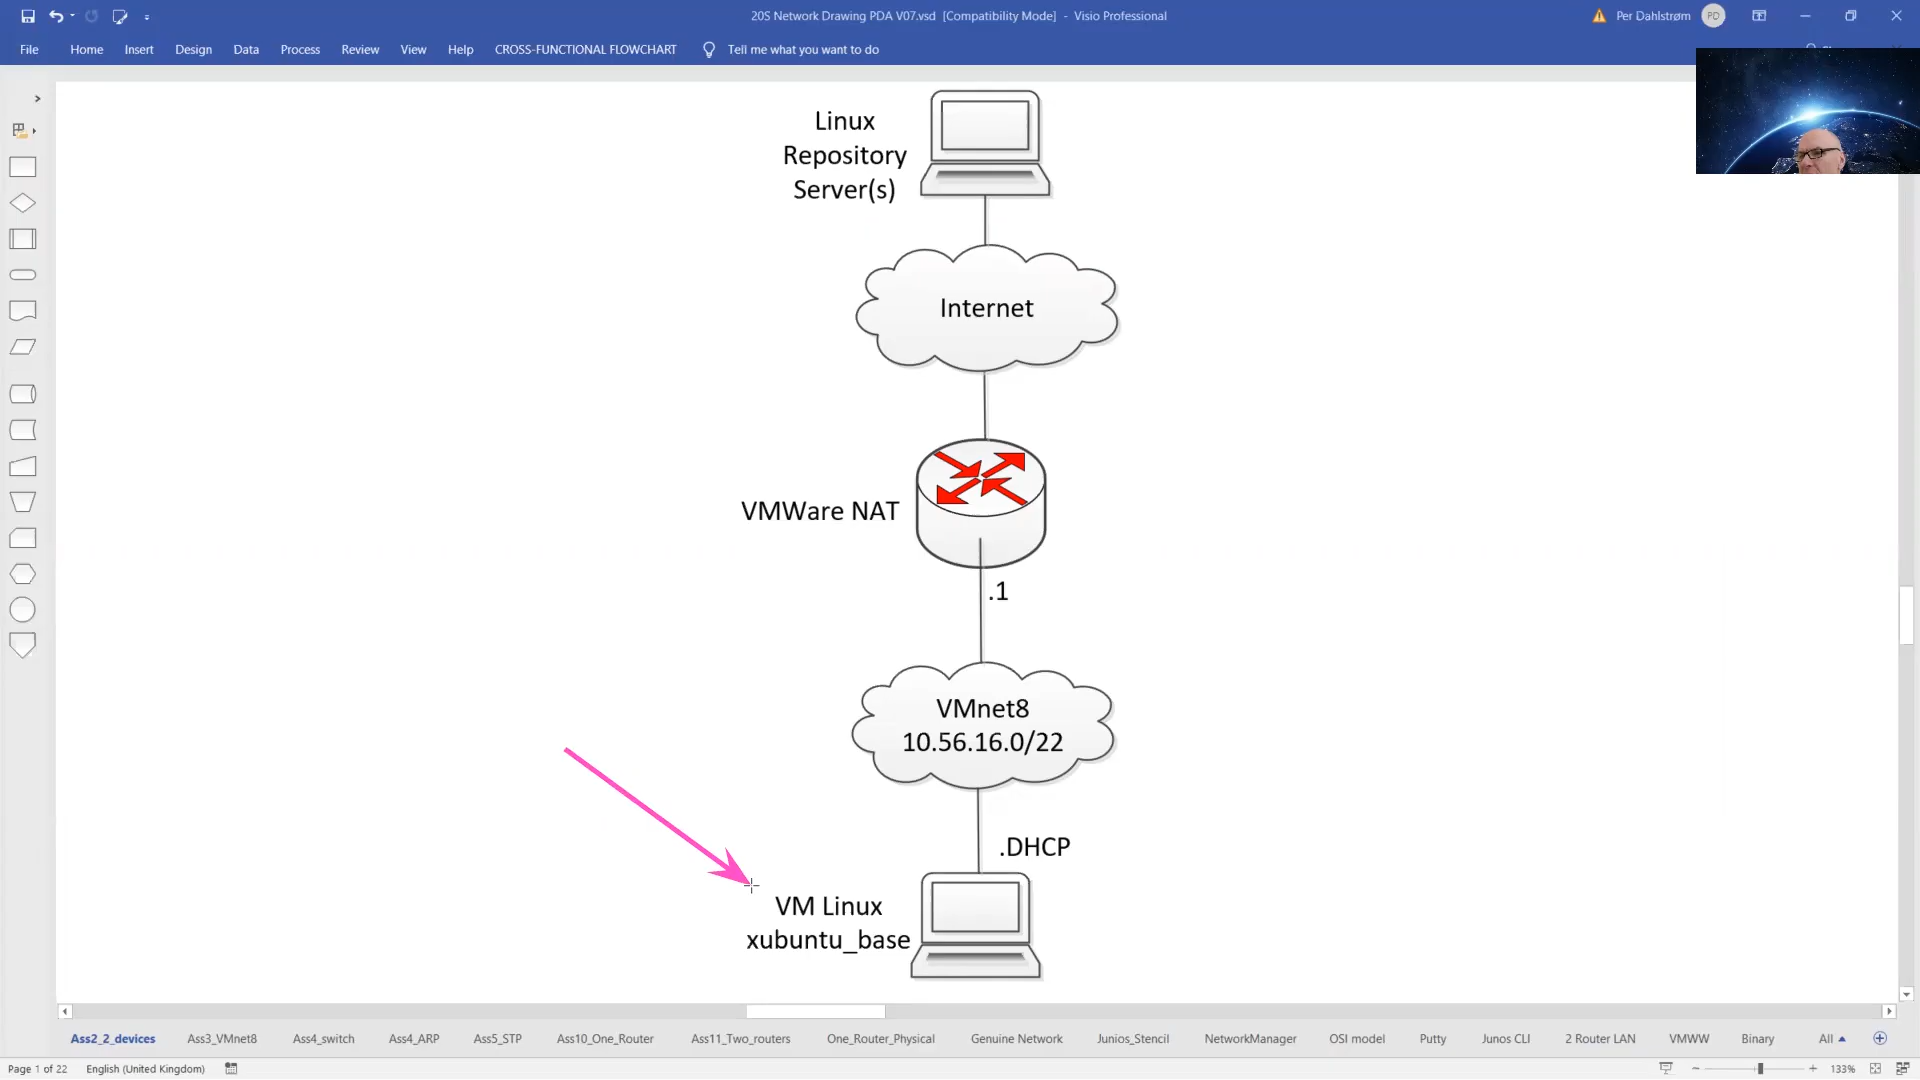 20S Network Drawing PDA V07.vsd [Compatibility Mode] - Visio Professional
Per Dahlstrøm
PD
File Home Insert Design Data Process Review View Help CROSS-FUNCTIONAL FLOWCHART Tell me what you want to do
Linux
Repository
Server(s)
Internet
VMWare NAT
.1
VMnet8
10.56.16.0/22
.DHCP
VM Linux
xubuntu_base
Ass2_2_devices Ass3_VMnet8 Ass4_switch Ass4_ARP Ass5_STP Ass10_One_Router Ass11_Two_routers One_Router_Physical Genuine Network Junios_Stencil NetworkManager OSI model Putty Junos CLI 2 Router LAN VMWW Binary All
Page 1 of 22 English (United Kingdom) 133%